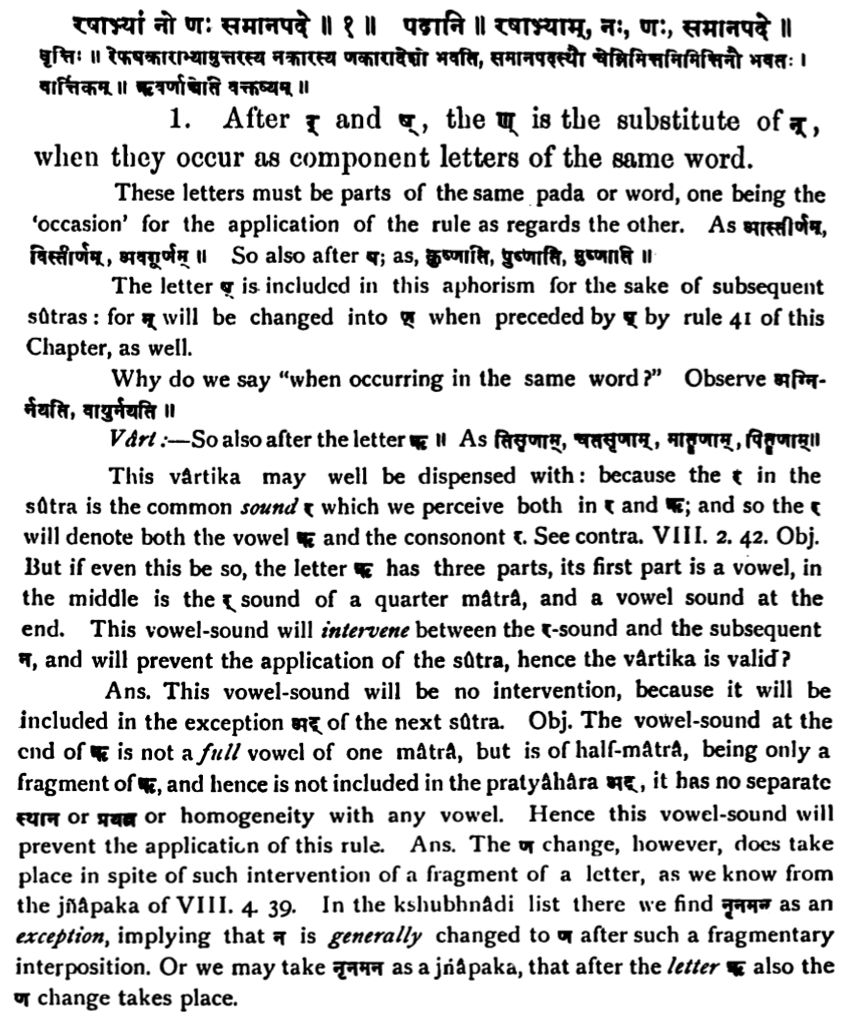 रषाभ्यां नो णः समानपदे ॥ १ ॥ पदानि ॥ रषाभ्याम्, नः, णः, समानपदे ॥
वृत्तिः ॥ रेफषकाराभ्यामुत्तरस्य नकारस्य णकारादेशो भवति, समानपदस्थौ चेन्निमित्तनिमित्तिनौ भवतः ।
वार्त्तिकम् ॥ ऋवर्णाच्चेति वक्तव्यम् ॥
1. After र् and ष्, the ण् is the substitute of न्,
when they occur as component letters of the same word.
These letters must be parts of the same pada or word, one being the
'occasion' for the application of the rule as regards the other. As आस्तीर्णम्,
विस्तीर्णम्, अवगूर्णम् ॥ So also after ष; as, कुष्णाति, पुष्णाति, मुष्णाति ॥
The letter ष् is included in this aphorism for the sake of subsequent
sûtras : for न् will be changed into ण् when preceded by ष् by rule 41 of this
Chapter, as well.
Why do we say "when occurring in the same word?" Observe अग्नि-
र्नयति, वायुर्नयति ॥
Vârt :—So also after the letter ऋ ॥ As तिसृणाम्, चतसृणाम्, मातॄणाम्, पितॄणाम्॥
This vârtika may well be dispensed with : because the र in the
sûtra is the common sound र which we perceive both in र and ऋ; and so the र
will denote both the vowel ऋ and the consonont र. See contra. VIII. 2. 42. Obj.
But if even this be so, the letter ऋ has three parts, its first part is a vowel, in
the middle is the र् sound of a quarter mâtrâ, and a vowel sound at the
end. This vowel-sound will intervene between the र-sound and the subsequent
न, and will prevent the application of the sûtra, hence the vârtika is valid?
Ans. This vowel-sound will be no intervention, because it will be
included in the exception अट् of the next sûtra. Obj. The vowel-sound at the
end of ऋ is not a full vowel of one mâtrâ, but is of half-mâtrâ, being only a
fragment of ऋ, and hence is not included in the pratyâhâra अट्, it has no separate
स्थान or प्रयत्न or homogeneity with any vowel. Hence this vowel-sound will
prevent the application of this rule. Ans. The ण change, however, does take
place in spite of such intervention of a fragment of a letter, as we know from
the jñâpaka of VIII. 4. 39. In the kshubhnâdi list there we find नृनमन as an
exception, implying that न is generally changed to ण after such a fragmentary
interposition. Or we may take नृनमन as a jñâpaka, that after the letter ऋ also the
ण change takes place.